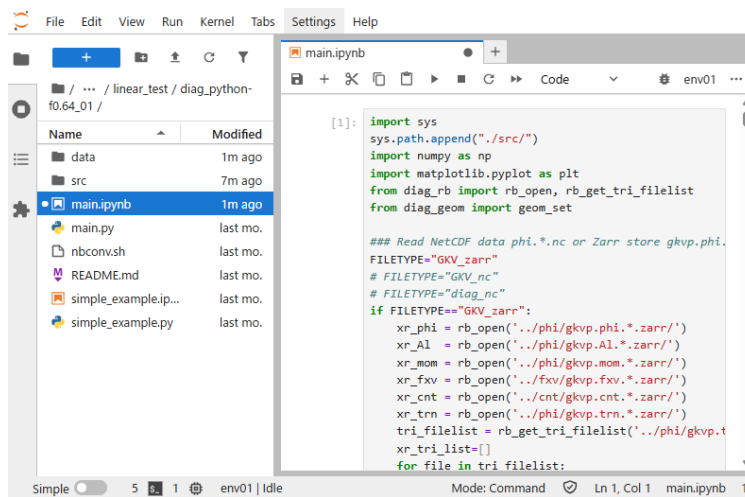 File Edit View Run Kernel Tabs Settings Help
main.ipynb
Code
env01
/ ··· / linear_test / diag_python-
f0.64_01 /
Name Modified
data 1m ago
src 7m ago
main.ipynb 1m ago
main.py last mo.
nbconv.sh last mo.
README.md last mo.
simple_example.ip... last mo.
simple_example.py last mo.
[1]:
import sys
sys.path.append("./src/")
import numpy as np
import matplotlib.pyplot as plt
from diag_rb import rb_open, rb_get_tri_filelist
from diag_geom import geom_set
### Read NetCDF data phi.*.nc or Zarr store gkvp.phi.
FILETYPE="GKV_zarr"
# FILETYPE="GKV_nc"
# FILETYPE="diag_nc"
if FILETYPE=="GKV_zarr":
xr_phi = rb_open('../phi/gkvp.phi.*.zarr/')
xr_Al  = rb_open('../phi/gkvp.Al.*.zarr/')
xr_mom = rb_open('../phi/gkvp.mom.*.zarr/')
xr_fxv = rb_open('../fxv/gkvp.fxv.*.zarr/')
xr_cnt = rb_open('../cnt/gkvp.cnt.*.zarr/')
xr_trn = rb_open('../phi/gkvp.trn.*.zarr/')
tri_filelist = rb_get_tri_filelist('../phi/gkvp.t
xr_tri_list=[]
for file in tri_filelist:
Simple 5 1 env01 | Idle Mode: Command Ln 1, Col 1 main.ipynb 1